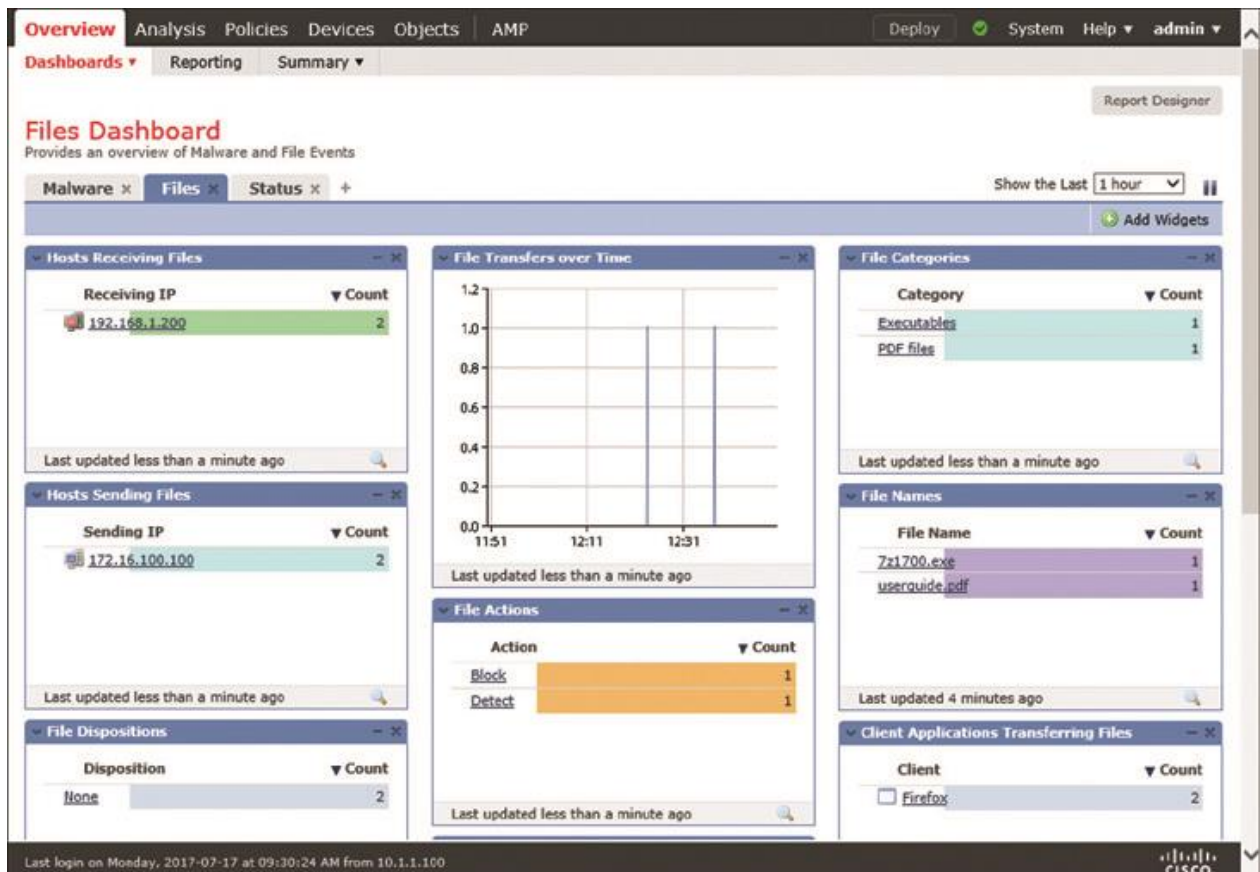 Overview Analysis Policies Devices Objects AMP Deploy System Help ▾ admin ▾
Dashboards ▾ Reporting Summary ▾
Report Designer
Files Dashboard
Provides an overview of Malware and File Events
Malware × Files × Status × +
Show the Last 1 hour
Add Widgets
Hosts Receiving Files
Receiving IP ▼ Count
192.168.1.200 2
Last updated less than a minute ago
Hosts Sending Files
Sending IP ▼ Count
172.16.100.100 2
Last updated less than a minute ago
File Dispositions
Disposition ▼ Count
None 2
File Transfers over Time
1.2
1.0
0.8
0.6
0.4
0.2
0.0
11:51 12:11 12:31
Last updated less than a minute ago
File Actions
Action ▼ Count
Block 1
Detect 1
Last updated less than a minute ago
File Categories
Category ▼ Count
Executables 1
PDF files 1
Last updated less than a minute ago
File Names
File Name ▼ Count
7z1700.exe 1
userguide.pdf 1
Last updated 4 minutes ago
Client Applications Transferring Files
Client ▼ Count
Firefox 2
Last login on Monday, 2017-07-17 at 09:30:24 AM from 10.1.1.100
CISCO